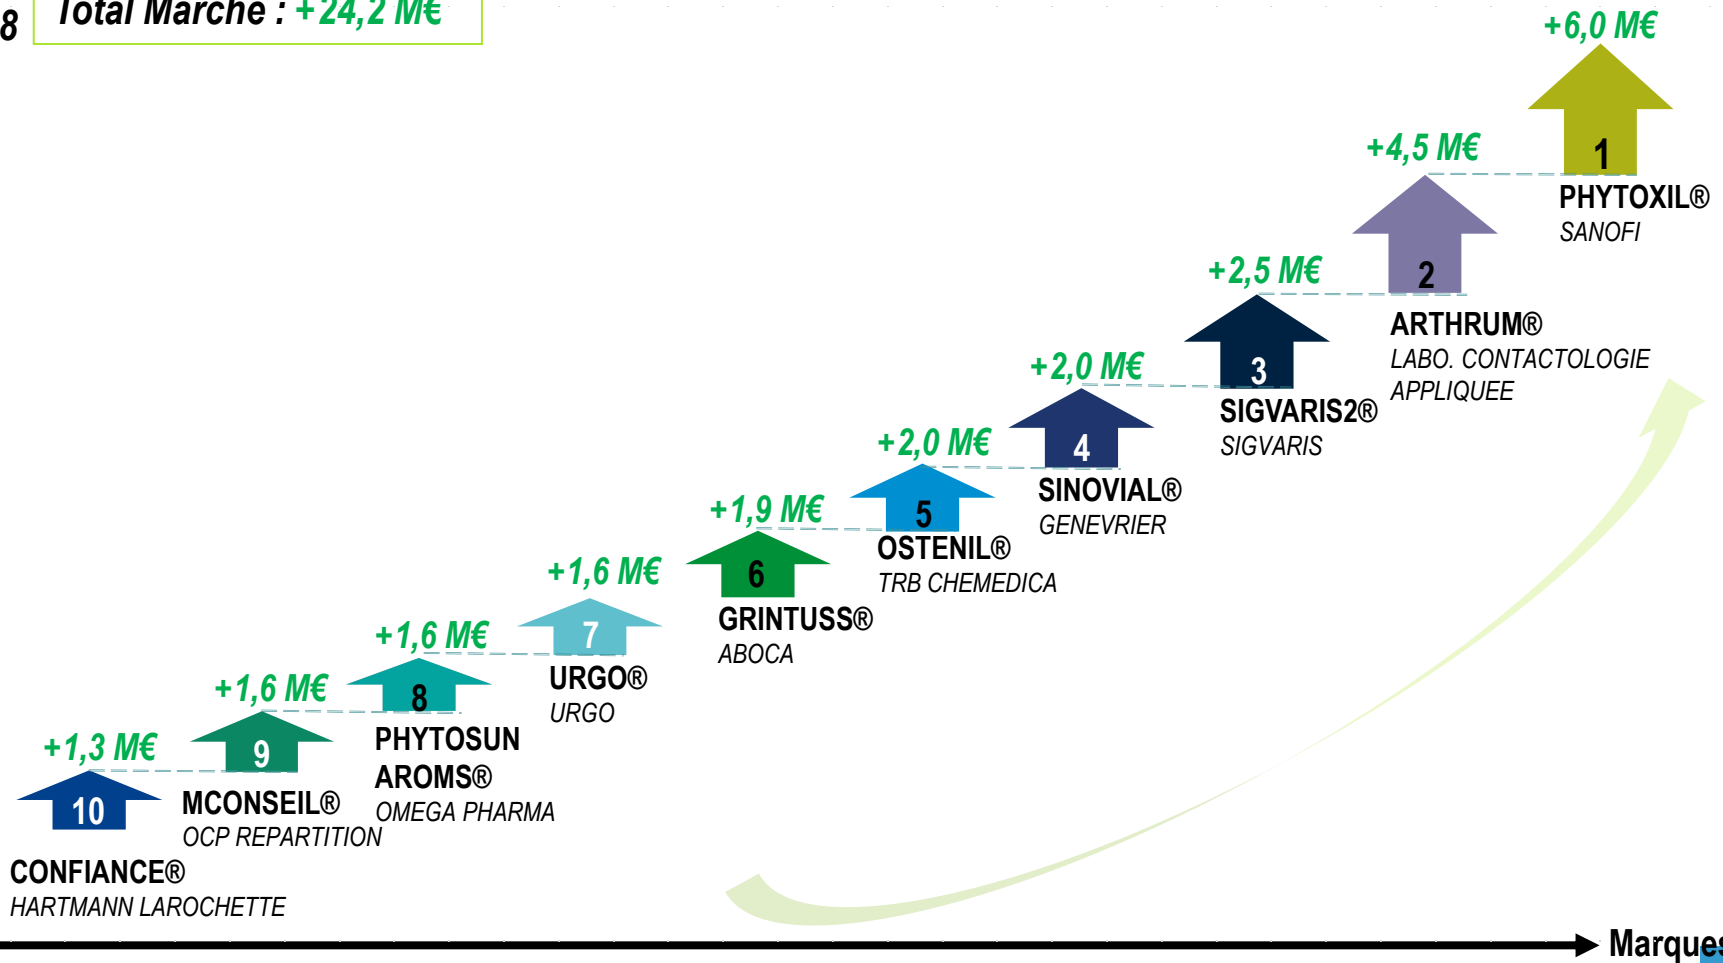 8
Total Marché : +24,2 M€
+6,0 M€
1
PHYTOXIL®
SANOFI
+4,5 M€
2
ARTHRUM®
LABO. CONTACTOLOGIE
APPLIQUEE
+2,5 M€
3
SIGVARIS2®
SIGVARIS
+2,0 M€
4
SINOVIAL®
GENEVRIER
+2,0 M€
5
OSTENIL®
TRB CHEMEDICA
+1,9 M€
6
GRINTUSS®
ABOCA
+1,6 M€
7
URGO®
URGO
+1,6 M€
8
PHYTOSUN
AROMS®
OMEGA PHARMA
+1,6 M€
9
MCONSEIL®
OCP REPARTITION
+1,3 M€
10
CONFIANCE®
HARTMANN LAROCHETTE
Marques